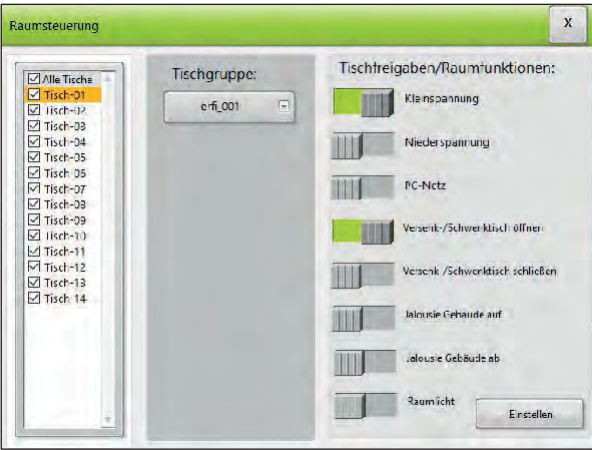 Raumsteuerung
X
Alle Tische
Tisch-01
Tisch-02
Tisch-03
Tisch-04
Tisch-05
Tisch-06
Tisch-07
Tisch-08
Tisch-09
Tisch-10
Tisch-11
Tisch-12
Tisch-13
Tisch-14
Tischgruppe:
erfi_001
Tischfreigaben/Raumfunktionen:
Kleinspannung
Niederspannung
PC-Netz
Versenk-/Schwenktisch öffnen
Versenk-/Schwenktisch schließen
Jalousie Gebäude auf
Jalousie Gebäude ab
Raumlicht
Einstellen